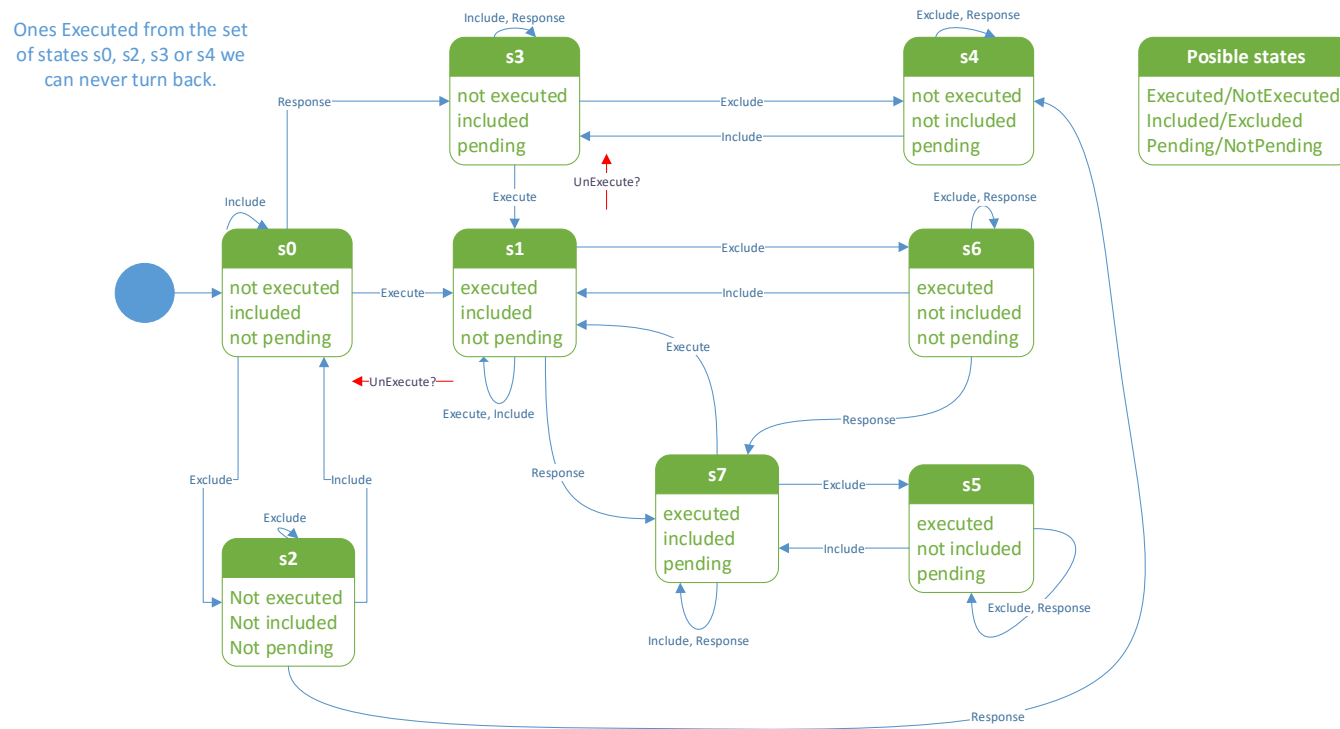 Ones Executed from the set
of states s0, s2, s3 or s4 we
can never turn back.
Include, Response
s3
not executed
included
pending
Exclude, Response
s4
not executed
not included
pending
Posible states
Executed/NotExecuted
Included/Excluded
Pending/NotPending
Response
Exclude
Include
UnExecute?
Execute
Include
s0
not executed
included
not pending
Execute
s1
executed
included
not pending
Exclude
Include
Exclude, Response
s6
executed
not included
not pending
Execute
UnExecute?
Execute, Include
Response
Response
Exclude
Include
s7
executed
included
pending
Exclude
Include
s5
executed
not included
pending
Exclude, Response
Include, Response
Exclude
s2
Not executed
Not included
Not pending
Response